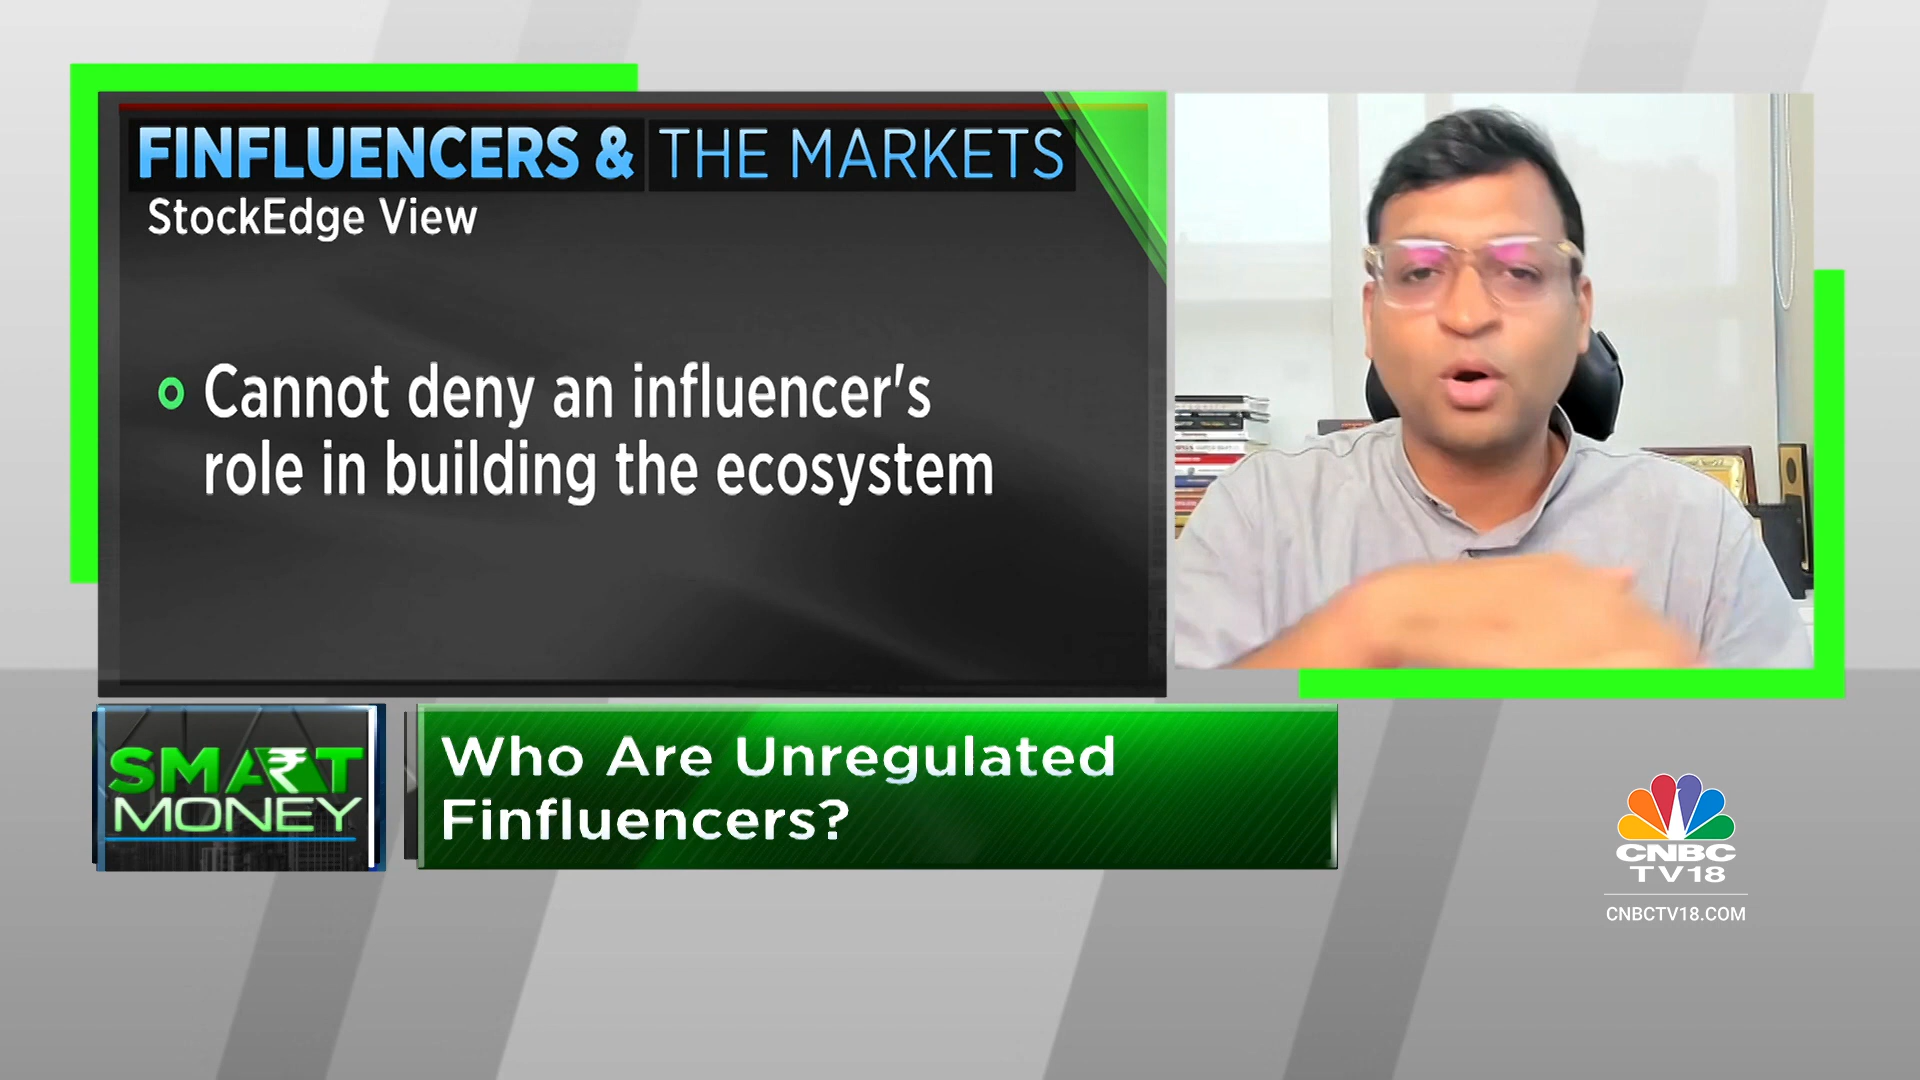 FINFLUENCERS & THE MARKETS
StockEdge View
Cannot deny an influencer's
role in building the ecosystem
SMA₹T
MONEY
Who Are Unregulated
Finfluencers?
CNBC
TV18
CNBCTV18.COM